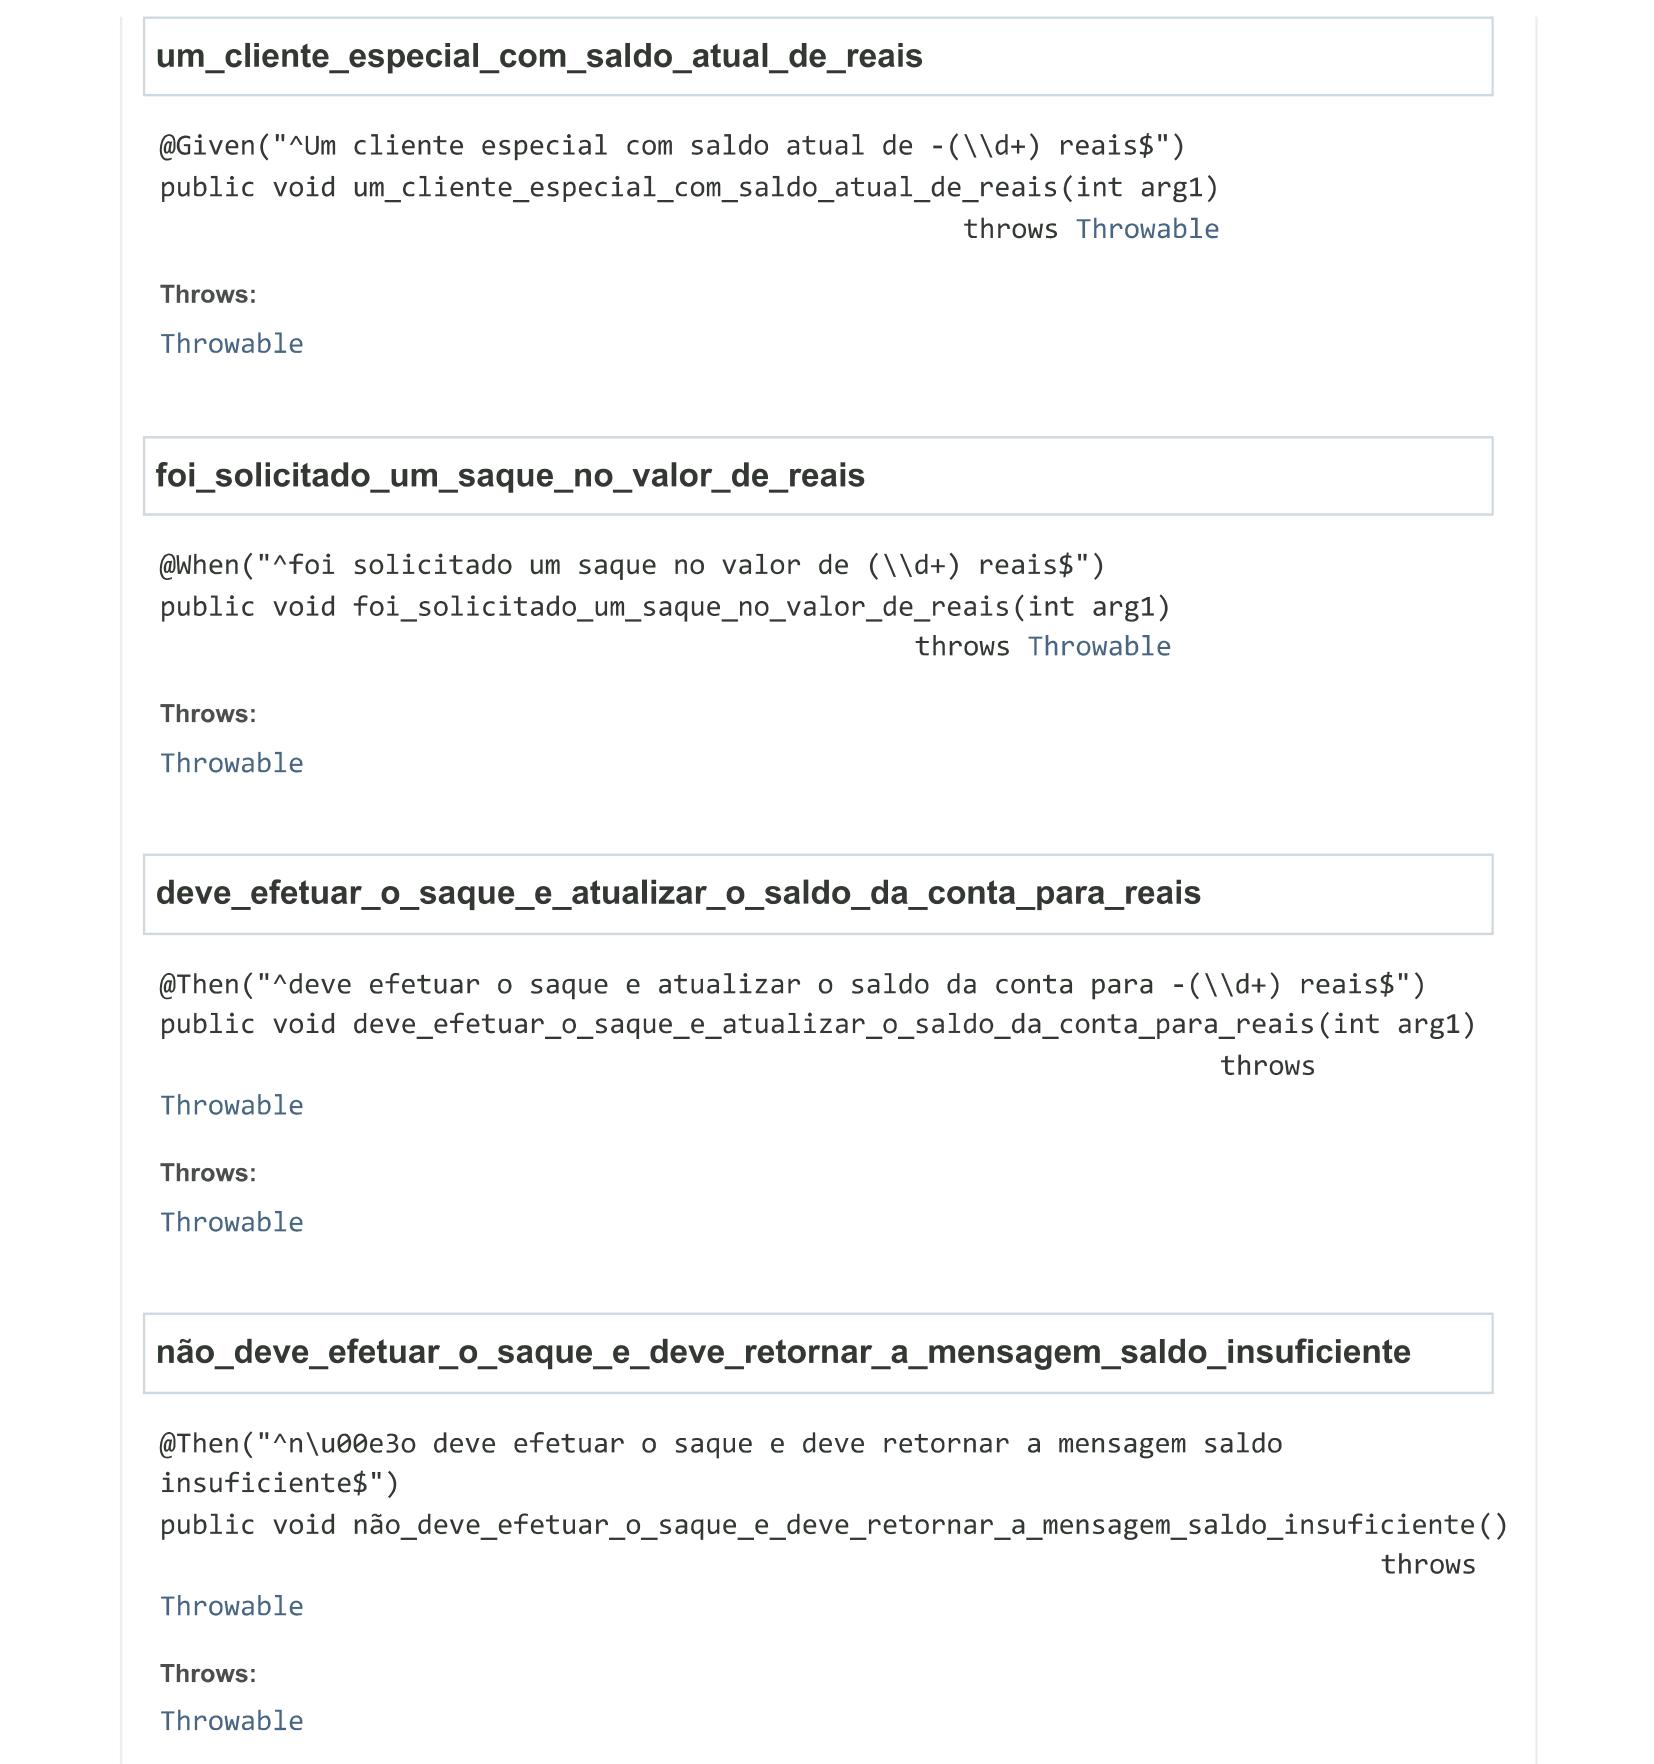 um_cliente_especial_com_saldo_atual_de_reais
@Given("^Um cliente especial com saldo atual de -(\\d+) reais$")
public void um_cliente_especial_com_saldo_atual_de_reais(int arg1)
throws Throwable
Throws:
Throwable
foi_solicitado_um_saque_no_valor_de_reais
@When("^foi solicitado um saque no valor de (\\d+) reais$")
public void foi_solicitado_um_saque_no_valor_de_reais(int arg1)
throws Throwable
Throws:
Throwable
deve_efetuar_o_saque_e_atualizar_o_saldo_da_conta_para_reais
@Then("^deve efetuar o saque e atualizar o saldo da conta para -(\\d+) reais$")
public void deve_efetuar_o_saque_e_atualizar_o_saldo_da_conta_para_reais(int arg1)
throws
Throwable
Throws:
Throwable
não_deve_efetuar_o_saque_e_deve_retornar_a_mensagem_saldo_insuficiente
@Then("^n\u00e3o deve efetuar o saque e deve retornar a mensagem saldo
insuficiente$")
public void não_deve_efetuar_o_saque_e_deve_retornar_a_mensagem_saldo_insuficiente()
throws
Throwable
Throws:
Throwable